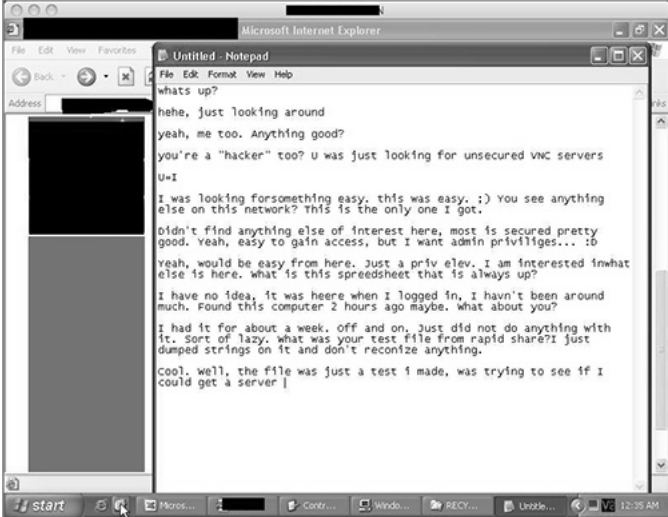 Microsoft Internet Explorer
File Edit View Favorites
Back
Address
Untitled - Notepad
File Edit Format View Help
whats up?
hehe, just looking around
yeah, me too. Anything good?
you're a "hacker" too? U was just looking for unsecured VNC servers
U=I
I was looking forsomething easy. this was easy. ;) You see anything
else on this network? This is the only one I got.
Didn't find anything else of interest here, most is secured pretty
good. Yeah, easy to gain access, but I want admin priviliges... :D
Yeah, would be easy from here. Just a priv elev. I am interested inwhat
else is here. what is this spreedsheet that is always up?
I have no idea, it was heere when I logged in, I havn't been around
much. Found this computer 2 hours ago maybe. What about you?
I had it for about a week. off and on. Just did not do anything with
it. Sort of lazy. what was your test file from rapid share?I just
dumped strings on it and don't reconize anything.
Cool. Well, the file was just a test i made, was trying to see if I
could get a server
start Micros... Contr... Windo... RECY... Untitle... 12:35 AM